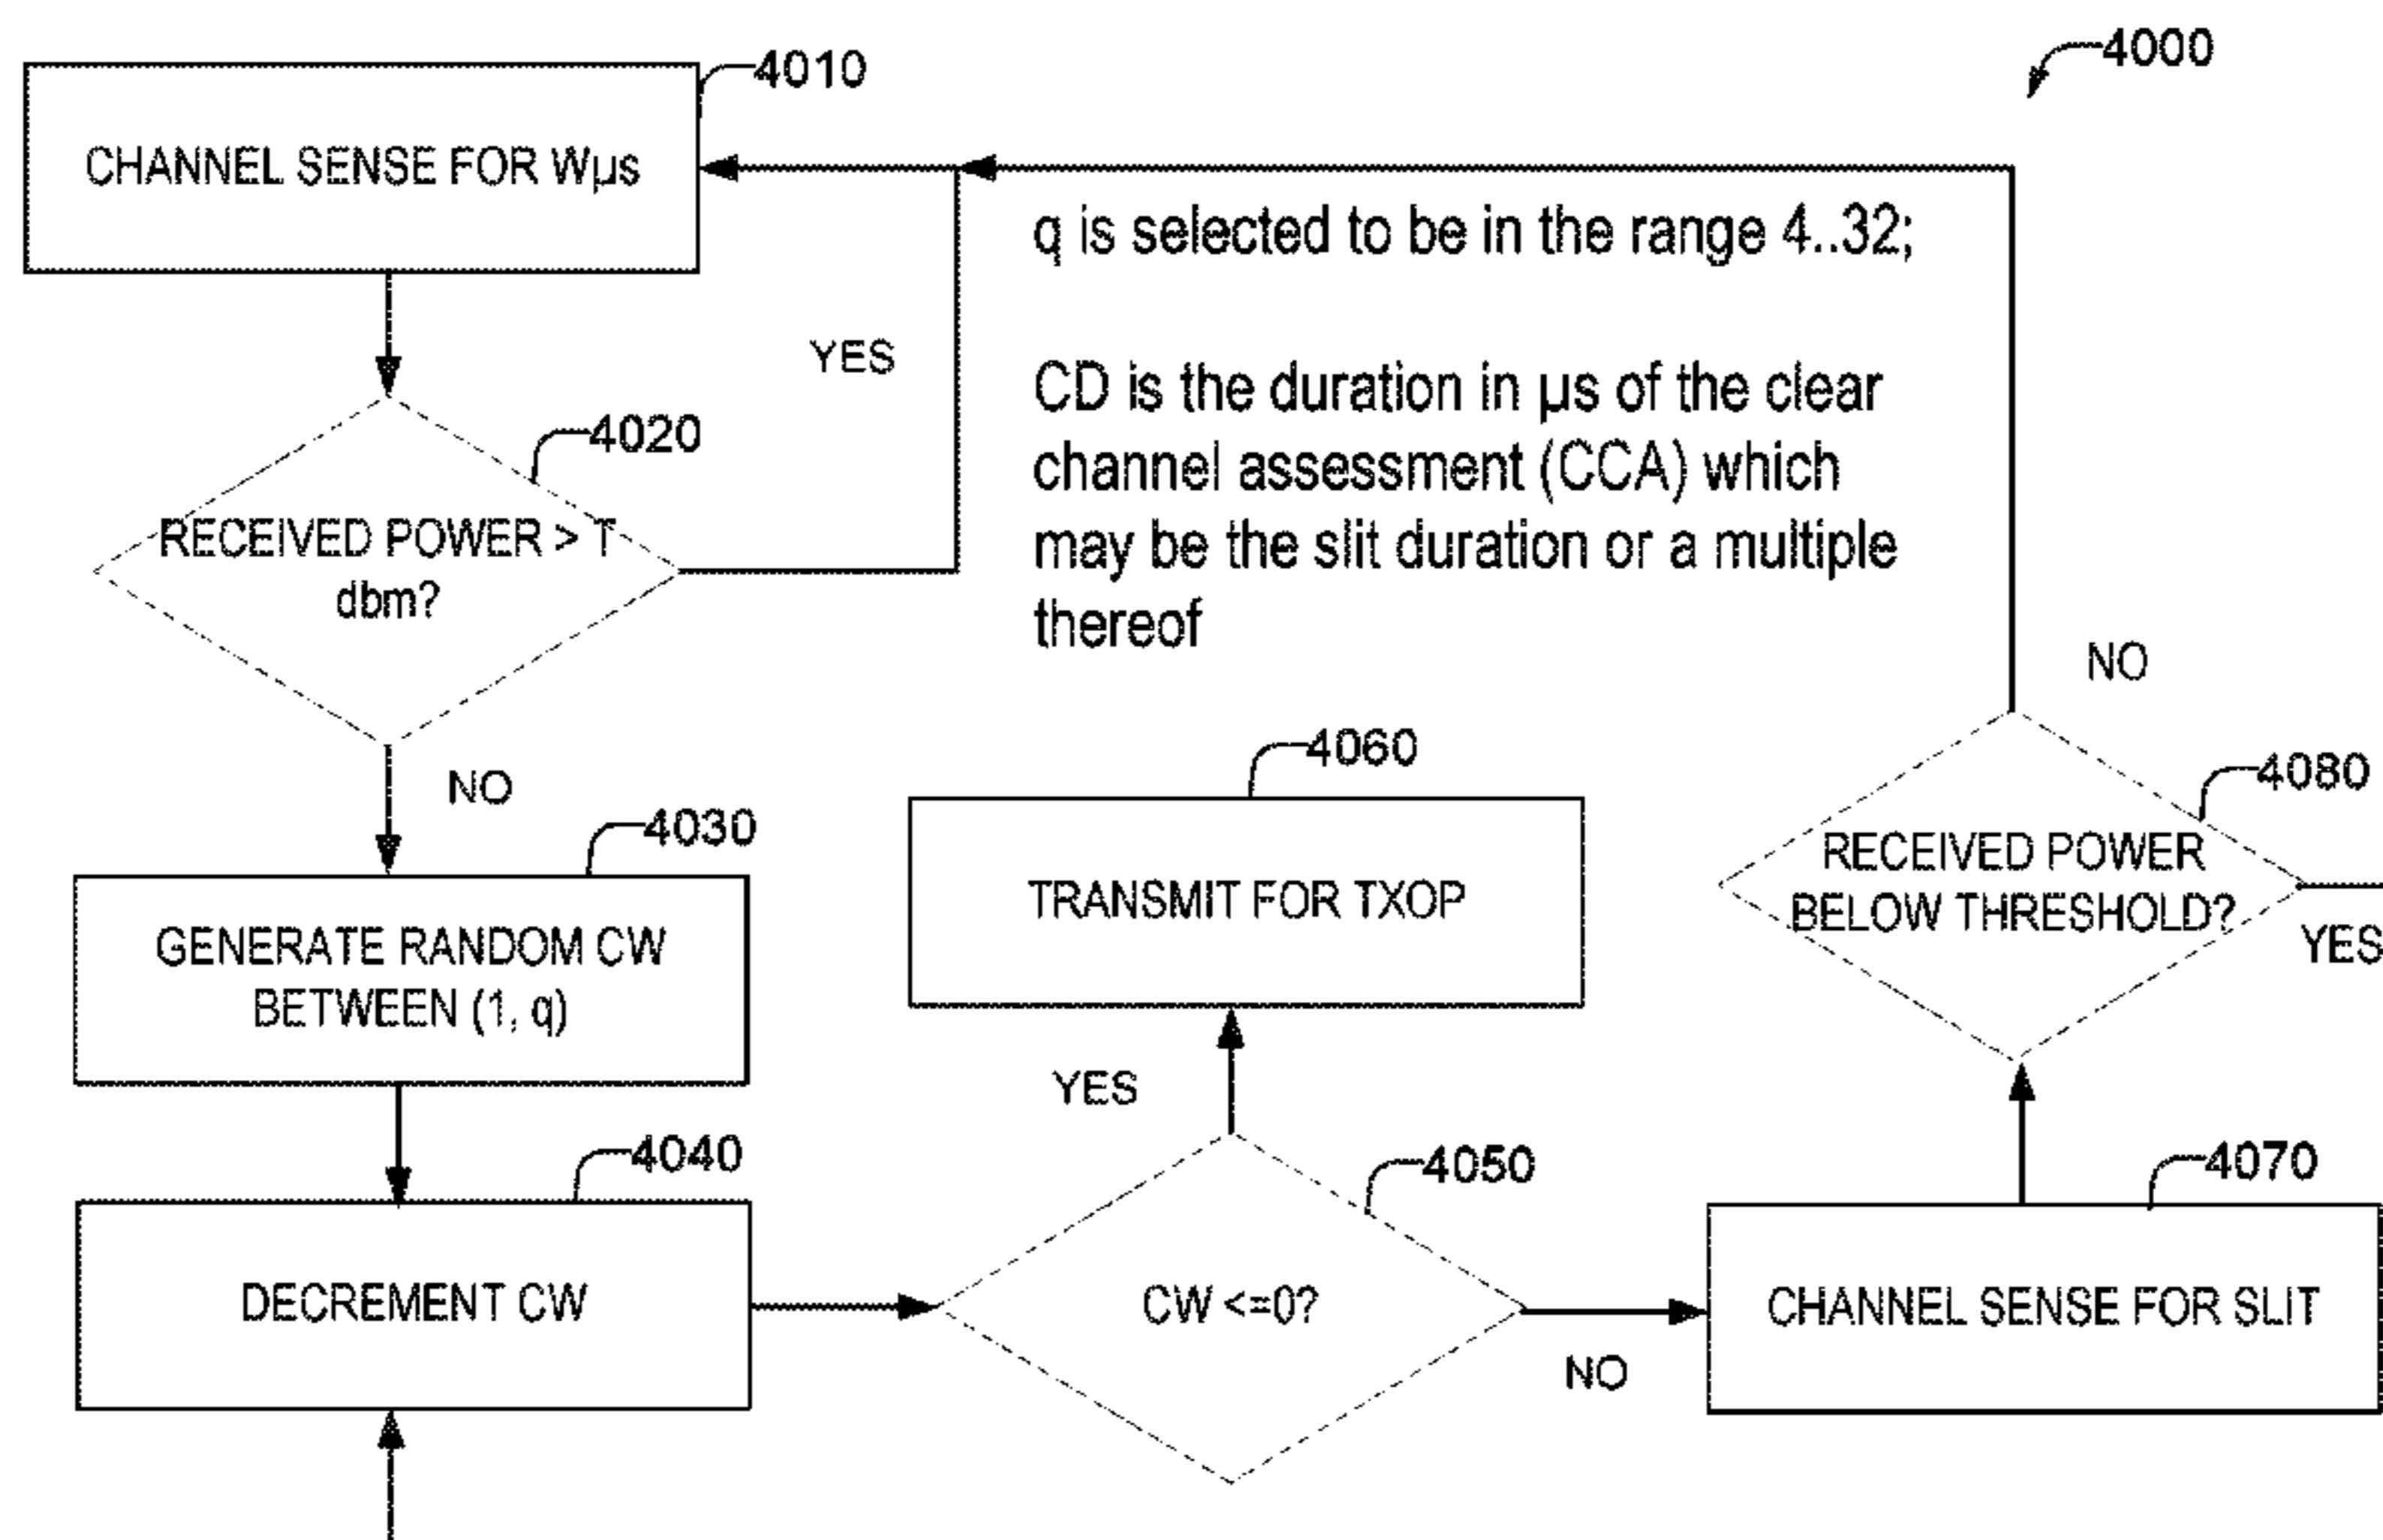 4000
4010
CHANNEL SENSE FOR Wµs
q is selected to be in the range 4..32;
YES
CD is the duration in µs of the clear
channel assessment (CCA) which
may be the slit duration or a multiple
thereof
4020
RECEIVED POWER > T
dbm?
NO
NO
4030
GENERATE RANDOM CW
BETWEEN (1, q)
4060
TRANSMIT FOR TXOP
4080
RECEIVED POWER
BELOW THRESHOLD?
YES
YES
4040
DECREMENT CW
4050
CW <=0?
NO
4070
CHANNEL SENSE FOR SLIT